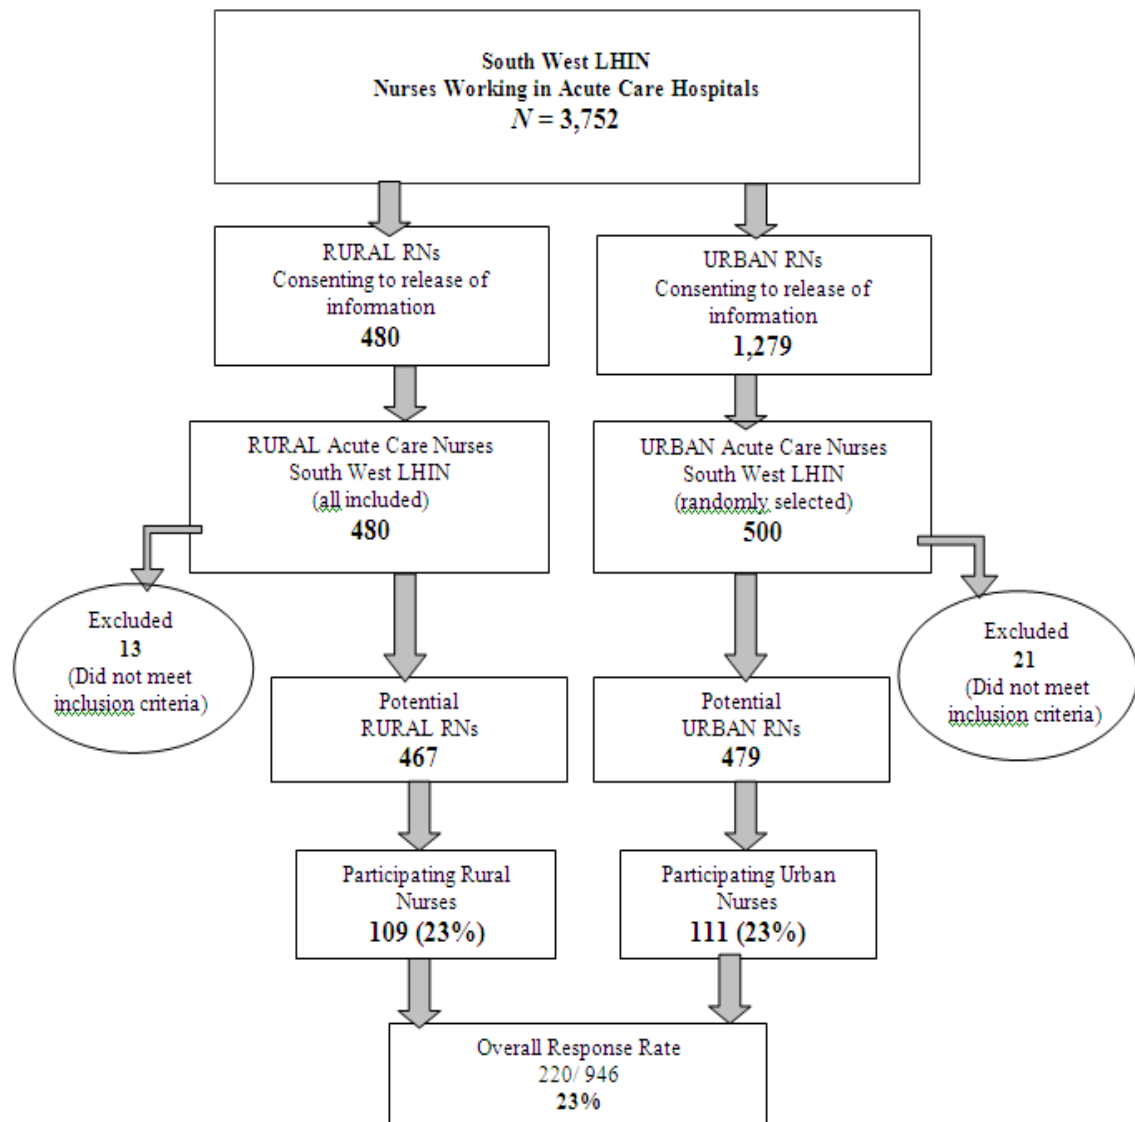 South West LHIN
Nurses Working in Acute Care Hospitals
N = 3,752
RURAL RNs
Consenting to release of
information
480
URBAN RNs
Consenting to release of
information
1,279
RURAL Acute Care Nurses
South West LHIN
(all included)
480
URBAN Acute Care Nurses
South West LHIN
(randomly selected)
500
Excluded
13
(Did not meet
inclusion criteria)
Excluded
21
(Did not meet
inclusion criteria)
Potential
RURAL RNs
467
Potential
URBAN RNs
479
Participating Rural
Nurses
109 (23%)
Participating Urban
Nurses
111 (23%)
Overall Response Rate
220/ 946
23%